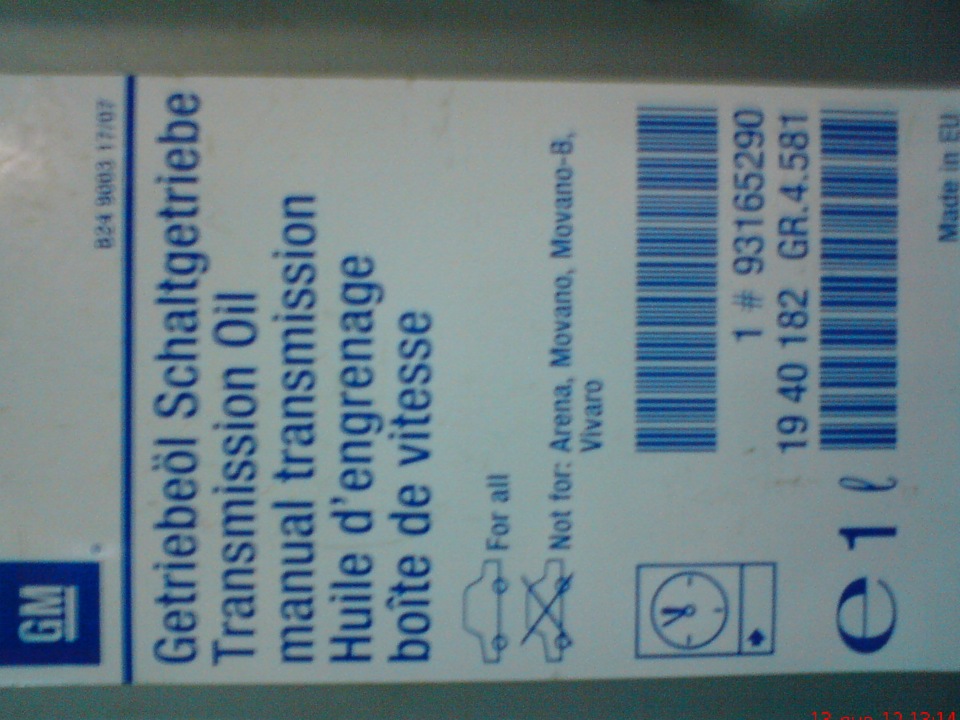 GM
B24 9003 17/07
Getriebeöl Schaltgetriebe
Transmission Oil
manual transmission
Huile d'engrenage
boîte de vitesse
For all
Not for: Arena, Movano, Movano-B,
Vivaro
1 # 93165290
19 40 182 GR.4.581
e 1 ℓ
Made in EU